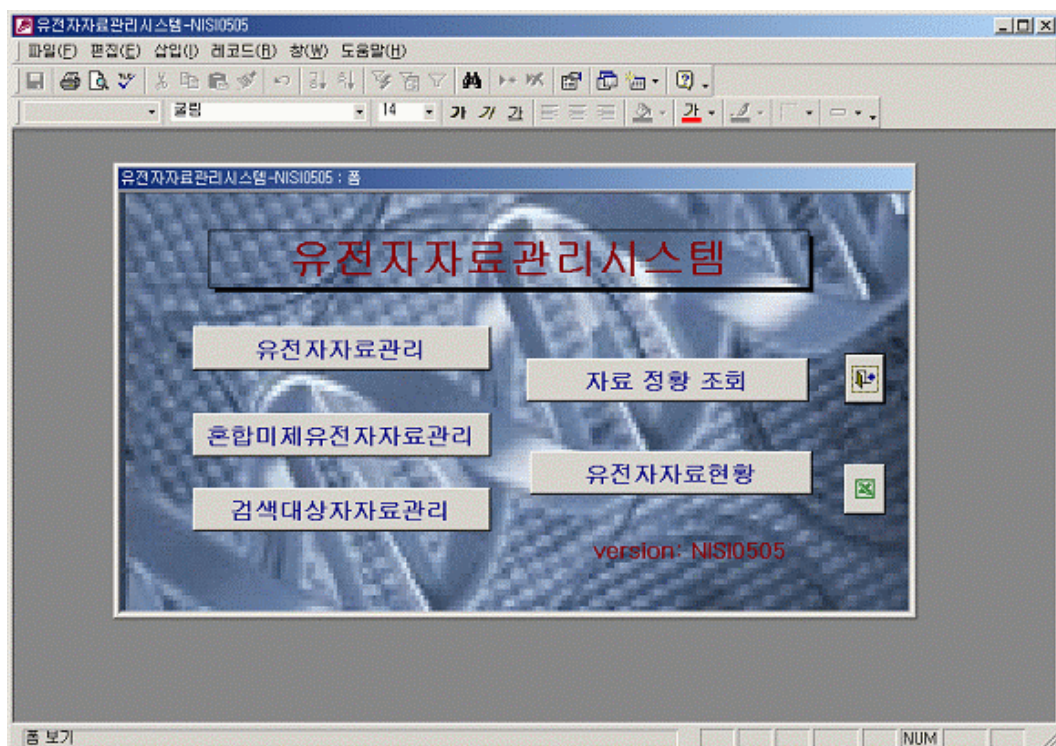 유전자자료관리시스템-NISI0505
파일(F) 편집(E) 삽입(I) 레코드(R) 창(W) 도움말(H)
굴림 14 가 가 가 가
유전자자료관리시스템-NISI0505 : 폼
유전자자료관리시스템
유전자자료관리
자료 정황 조회
혼합미제유전자자료관리
유전자자료현황
검색대상자자료관리
version: NISI0505
폼 보기 NUM